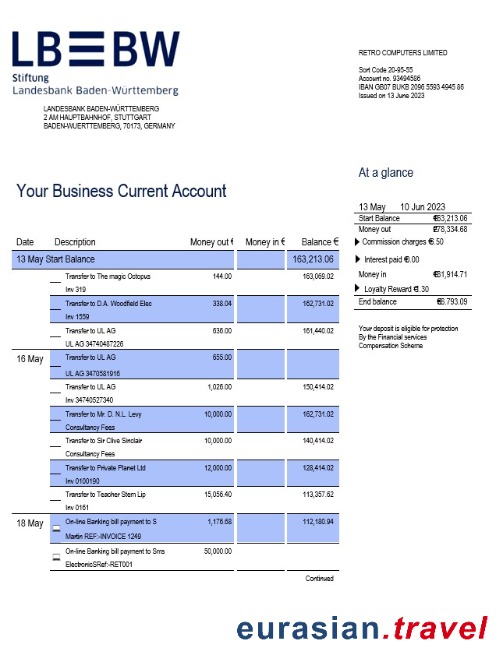 LB☰BW
Stiftung
Landesbank Baden-Württemberg
LANDESBANK BADEN-WÜRTTEMBERG
2 AM HAUPTBAHNOF, STUTTGART
BADEN-WUERTTEMBERG, 70173, GERMANY
RETRO COMPUTERS LIMITED
Sort Code 20-95-55
Account no. 93494586
IBAN GB07 BUKB 2096 5593 4945 86
Issued on 13 June 2023
At a glance
13 May 10 Jun 2023
Start Balance €63,213.06
Money out €78,334.68
Commission charges €6.50
Interest paid €0.00
Money in €61,914.71
Loyalty Reward €1.30
End balance €6,793.09
Your deposit is eligible for protection
By the Financial services
Compensation Scheme
Your Business Current Account
Date Description Money out € Money in € Balance €
13 May Start Balance 163,213.06
Transfer to The magic Octopus 144.00 163,069.02
Inv 319
Transfer to D.A. Woodfield Elec 338.04 162,731.02
Inv 1559
Transfer to UL AG 636.00 161,440.02
UL AG 34740487226
16 May Transfer to UL AG 655.00
UL AG 3470581916
Transfer to UL AG 1,026.00 150,414.02
Inv 34740527340
Transfer to Mr. D. N.L. Levy 10,000.00 162,731.02
Consultancy Fees
Transfer to Sir Clive Sinclair 10,000.00 140,414.02
Consultancy Fees
Transfer to Private Planet Ltd 12,000.00 128,414.02
Inv 0100190
Transfer to Teacher Stern Lip 15,056.40 113,357.62
Inv 0161
18 May On-line Banking bill payment to S 1,176.68 112,180.94
Martin REF:-INVOICE 1249
On-line Banking bill payment to Sms 50,000.00
ElectronicSRef:-RET001
Continued
eurasian.travel